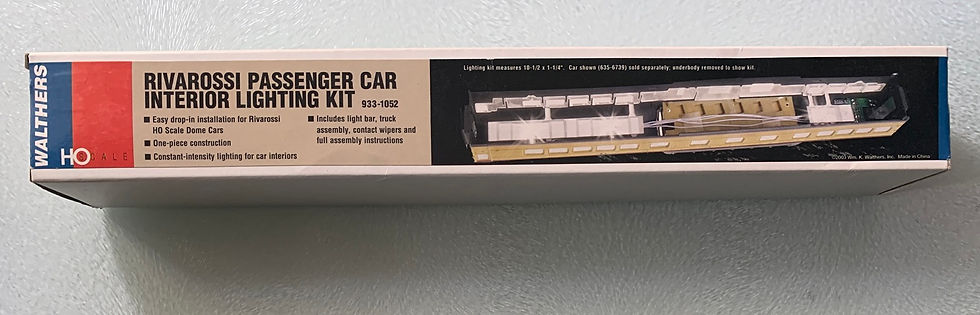 WALTHERS
HO SCALE
RIVAROSSI PASSENGER CAR
INTERIOR LIGHTING KIT 933-1052
■ Easy drop-in installation for Rivarossi
HO Scale Dome Cars
■ One-piece construction
■ Constant-intensity lighting for car interiors
■ Includes light bar, truck
assembly, contact wipers and
full assembly instructions
Lighting kit measures 10-1/2 x 1-1/4". Car shown (635-6739) sold separately; underbody removed to show kit.
©2003 Wm. K. Walthers, Inc. Made in China